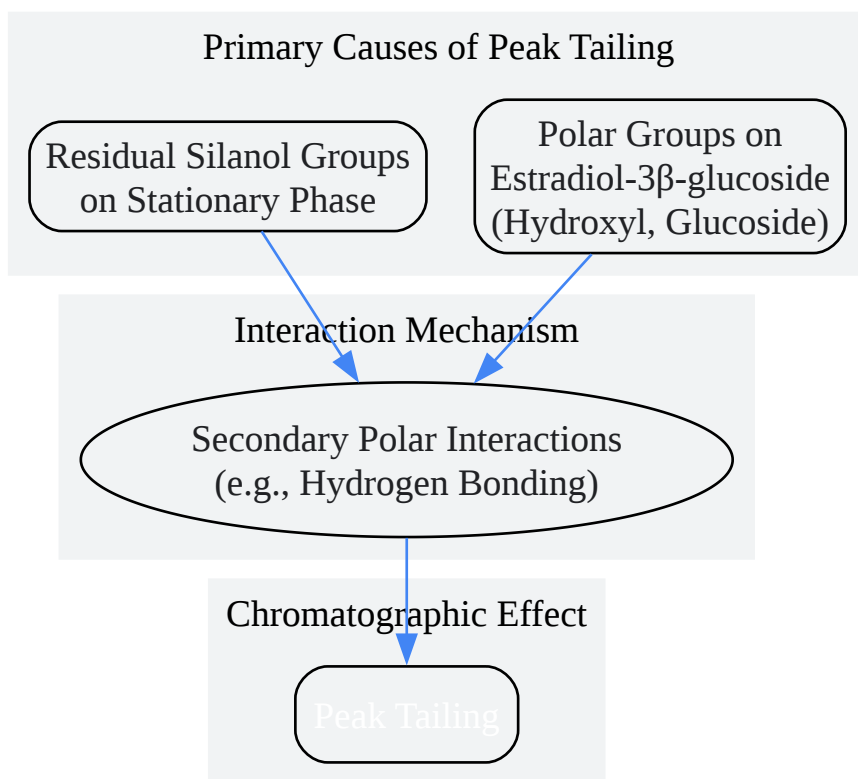 Primary Causes of Peak Tailing
Residual Silanol Groups
on Stationary Phase
Polar Groups on
Estradiol-3β-glucoside
(Hydroxyl, Glucoside)
Interaction Mechanism
Secondary Polar Interactions
(e.g., Hydrogen Bonding)
Chromatographic Effect
Peak Tailing